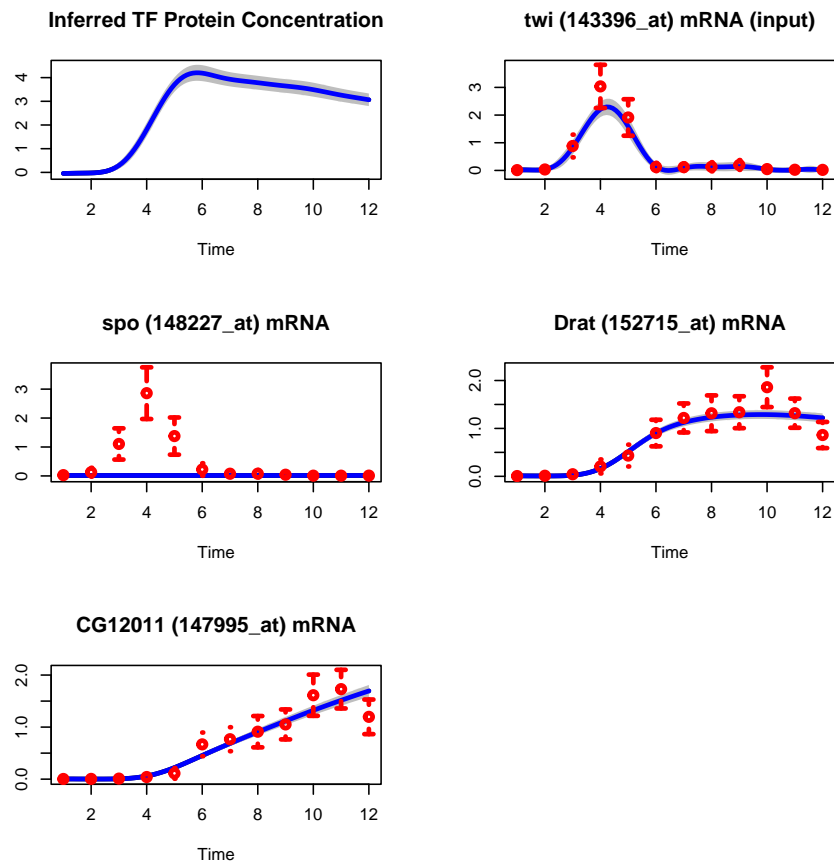 Inferred TF Protein Concentration
0 1 2 3 4
2 4 6 8 10 12
Time
twi (143396_at) mRNA (input)
0 1 2 3
2 4 6 8 10 12
Time
spo (148227_at) mRNA
0 1 2 3
2 4 6 8 10 12
Time
Drat (152715_at) mRNA
0.0 1.0 2.0
2 4 6 8 10 12
Time
CG12011 (147995_at) mRNA
0.0 1.0 2.0
2 4 6 8 10 12
Time